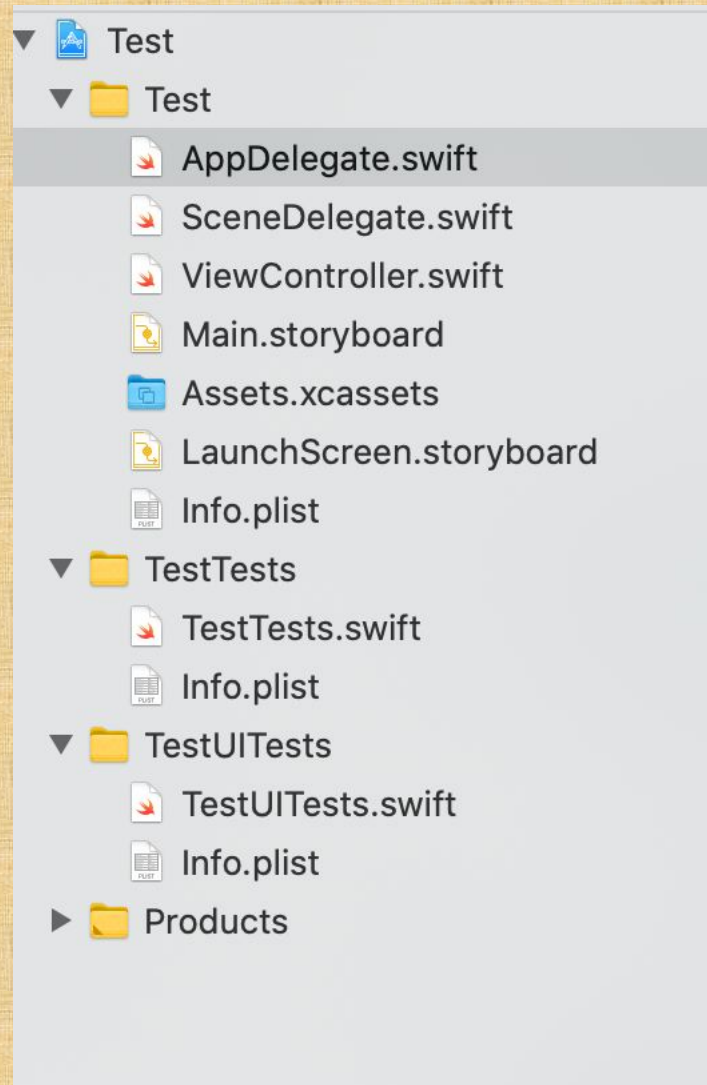 Test
Test
AppDelegate.swift
SceneDelegate.swift
ViewController.swift
Main.storyboard
Assets.xcassets
LaunchScreen.storyboard
Info.plist
TestTests
TestTests.swift
Info.plist
TestUITests
TestUITests.swift
Info.plist
Products